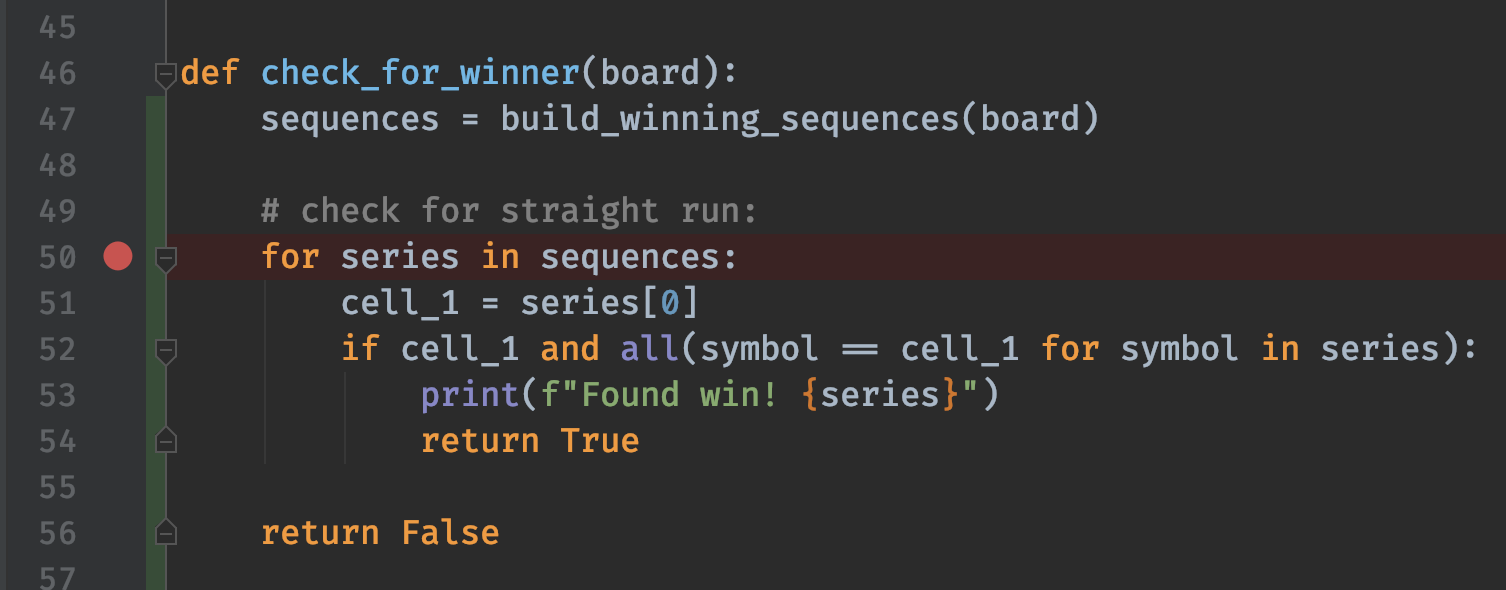 45
46 def check_for_winner(board):
47     sequences = build_winning_sequences(board)
48
49     # check for straight run:
50     for series in sequences:
51         cell_1 = series[0]
52         if cell_1 and all(symbol == cell_1 for symbol in series):
53             print(f"Found win! {series}")
54             return True
55
56     return False
57